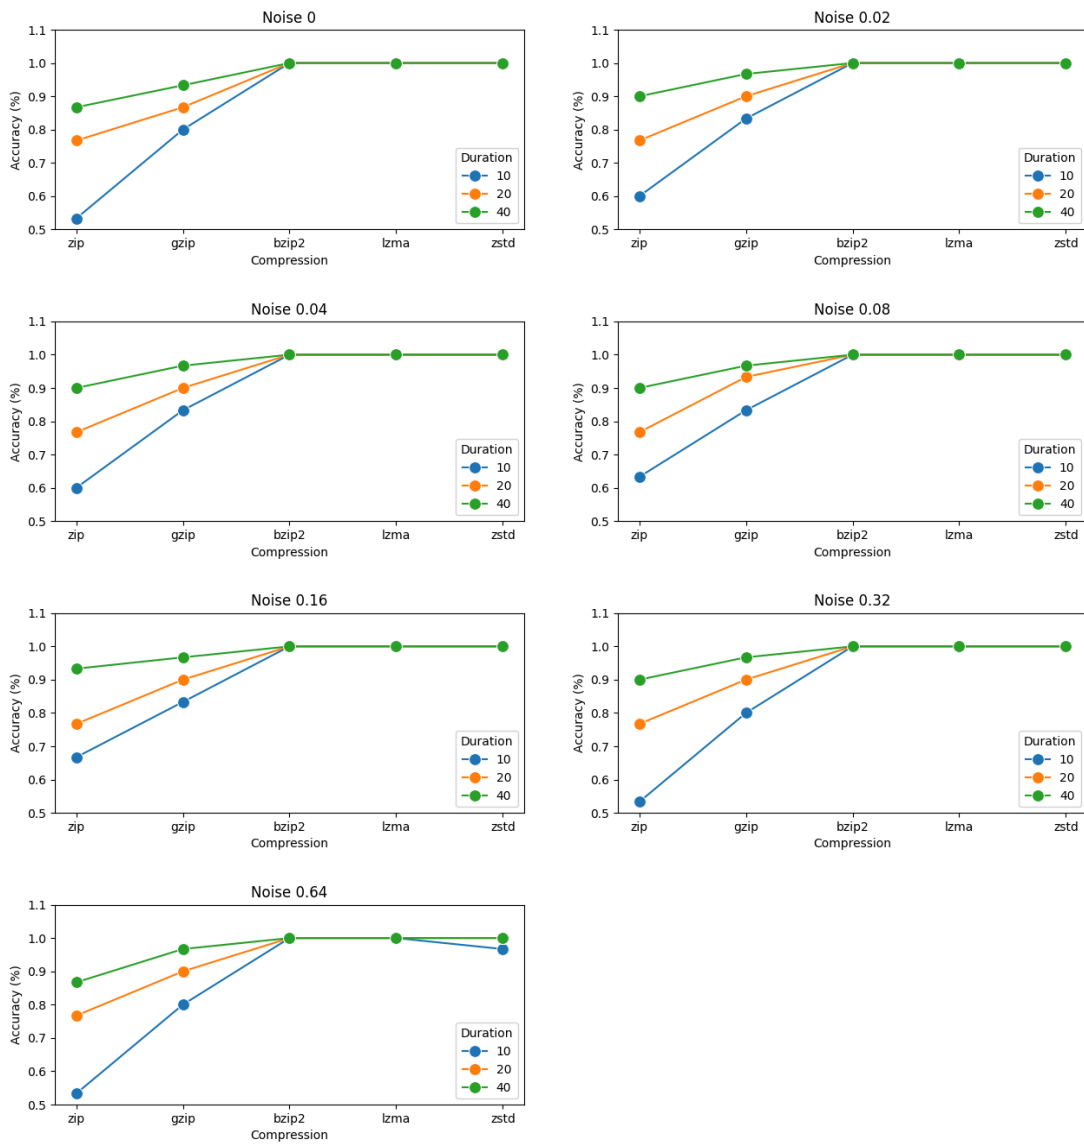 Noise 0
Accuracy (%)
1.1
1.0
0.9
0.8
0.7
0.6
0.5
Duration
10
20
40
zip gzip bzip2 lzma zstd
Compression
Noise 0.02
Accuracy (%)
1.1
1.0
0.9
0.8
0.7
0.6
0.5
Duration
10
20
40
zip gzip bzip2 lzma zstd
Compression
Noise 0.04
Accuracy (%)
1.1
1.0
0.9
0.8
0.7
0.6
0.5
Duration
10
20
40
zip gzip bzip2 lzma zstd
Compression
Noise 0.08
Accuracy (%)
1.1
1.0
0.9
0.8
0.7
0.6
0.5
Duration
10
20
40
zip gzip bzip2 lzma zstd
Compression
Noise 0.16
Accuracy (%)
1.1
1.0
0.9
0.8
0.7
0.6
0.5
Duration
10
20
40
zip gzip bzip2 lzma zstd
Compression
Noise 0.32
Accuracy (%)
1.1
1.0
0.9
0.8
0.7
0.6
0.5
Duration
10
20
40
zip gzip bzip2 lzma zstd
Compression
Noise 0.64
Accuracy (%)
1.1
1.0
0.9
0.8
0.7
0.6
0.5
Duration
10
20
40
zip gzip bzip2 lzma zstd
Compression